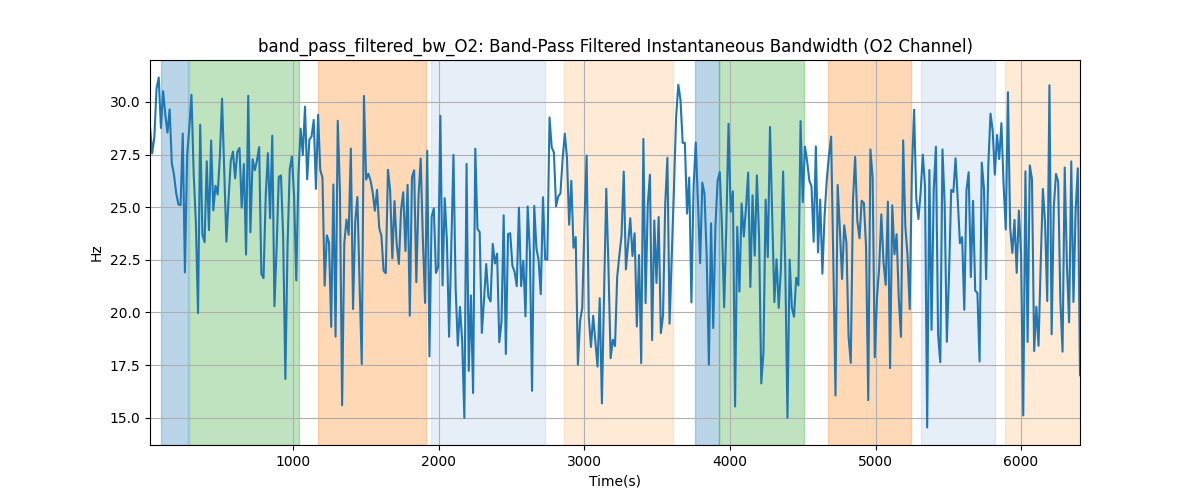 band_pass_filtered_bw_O2: Band-Pass Filtered Instantaneous Bandwidth (O2 Channel)
30.0
27.5
25.0
22.5
20.0
17.5
15.0
Hz
1000 2000 3000 4000 5000 6000
Time(s)